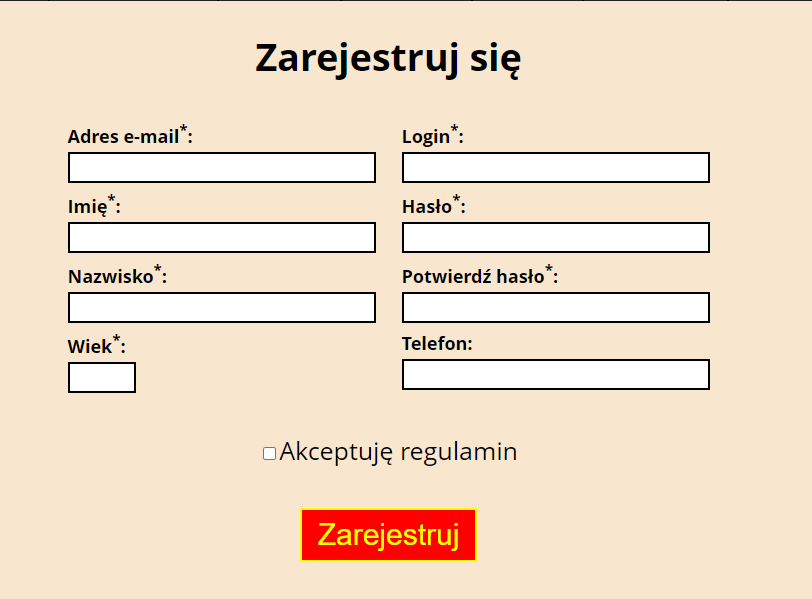 Zarejestruj się
Adres e-mail*:
Login*:
Imię*:
Hasło*:
Nazwisko*:
Potwierdź hasło*:
Wiek*:
Telefon:
Akceptuję regulamin
Zarejestruj